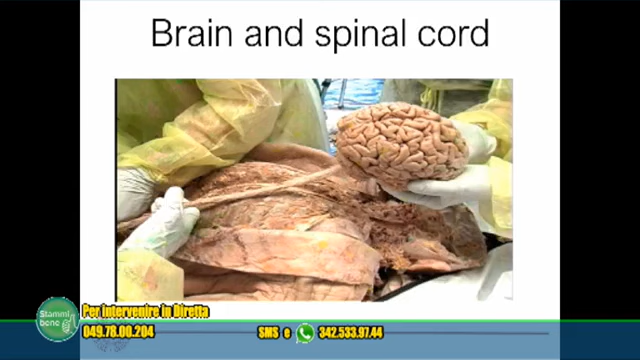 Brain and spinal cord
Stammi
bene
Per Intervenire in Diretta
049.78.00.204
SMS e 342.533.97.44